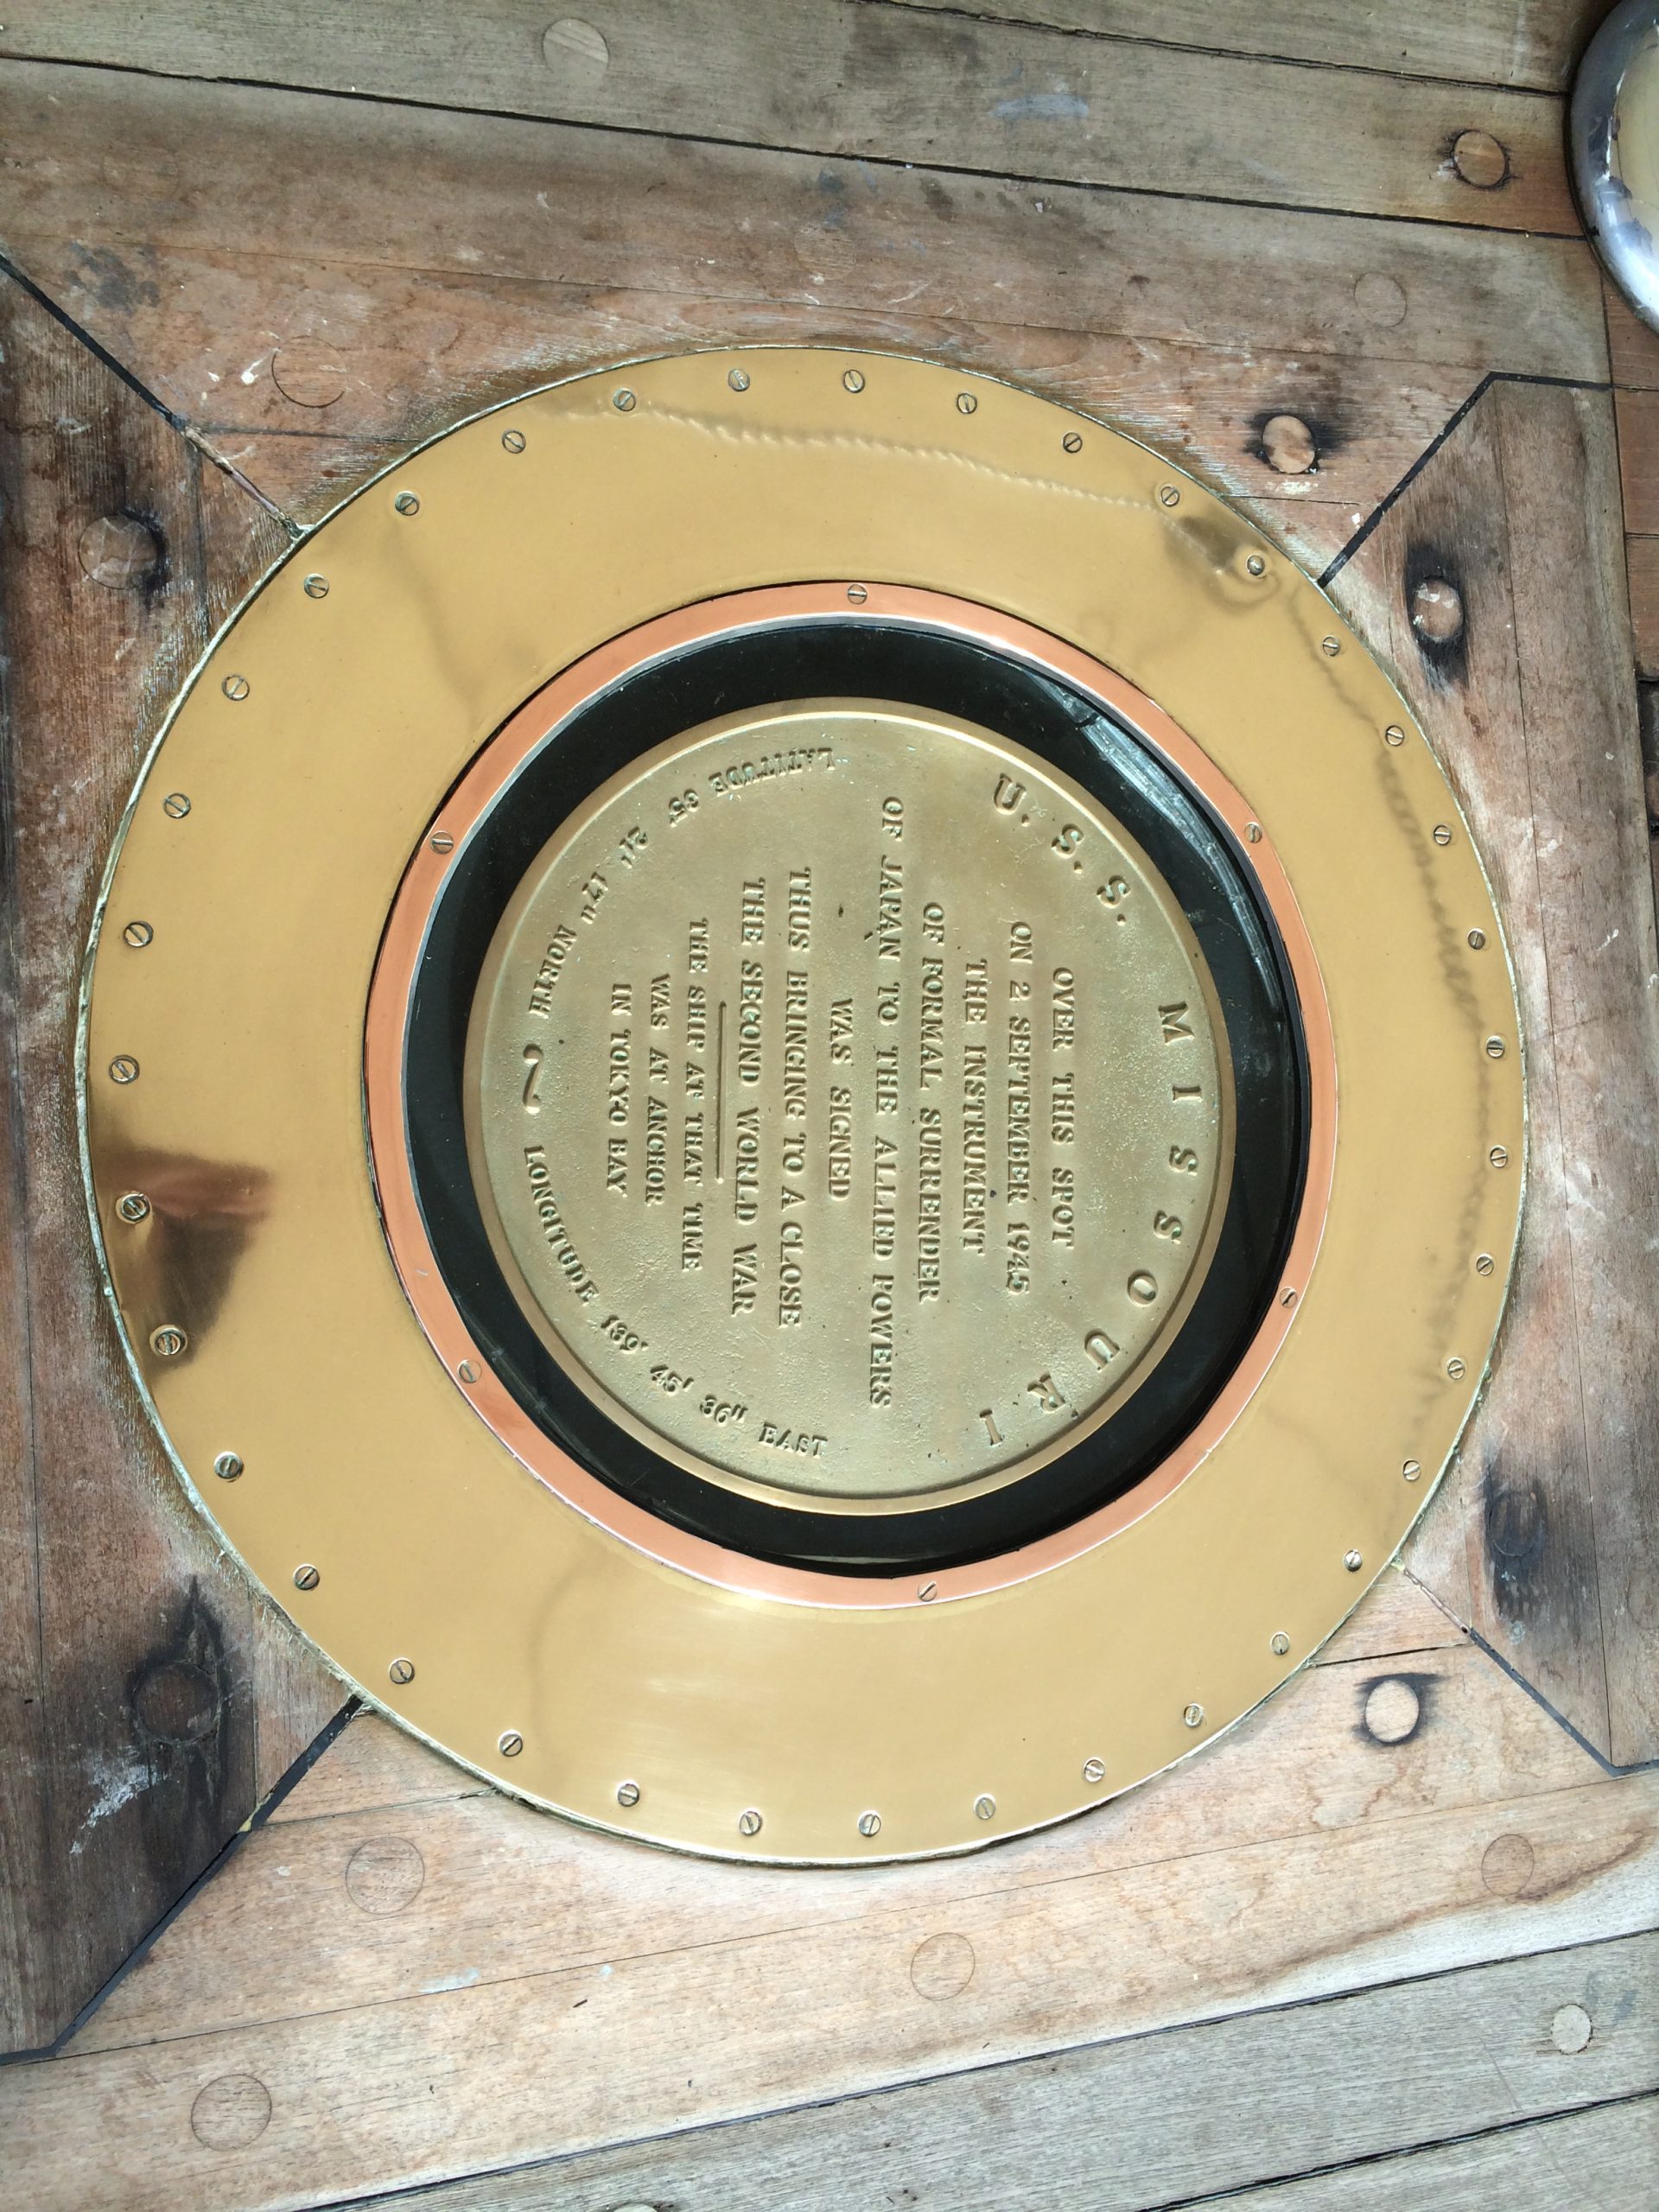 U.S.S. MISSOURI
OVER THIS SPOT
ON 2 SEPTEMBER 1945
THE INSTRUMENT
OF FORMAL SURRENDER
OF JAPAN TO THE ALLIED POWERS
WAS SIGNED
THUS BRINGING TO A CLOSE
THE SECOND WORLD WAR
THE SHIP AT THAT TIME
WAS AT ANCHOR
IN TOKYO BAY
LATITUDE 35° 21' 17" NORTH ~ LONGITUDE 139° 45' 36" EAST